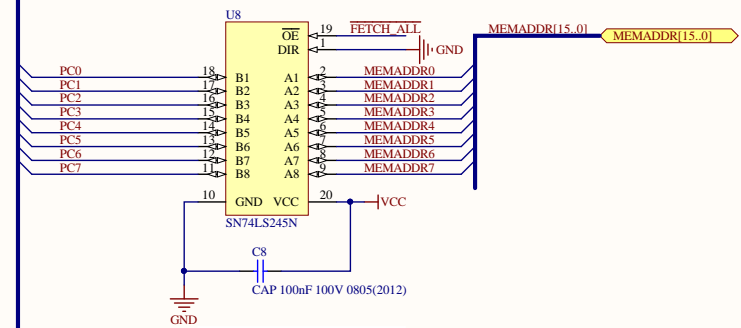 U8
OE 19 FETCH_ALL
DIR 1 GND
MEMADDR[15..0] MEMADDR[15..0]
PC0 18 B1 A1 2 MEMADDR0
PC1 17 B2 A2 3 MEMADDR1
PC2 16 B3 A3 4 MEMADDR2
PC3 15 B4 A4 5 MEMADDR3
PC4 14 B5 A5 6 MEMADDR4
PC5 13 B6 A6 7 MEMADDR5
PC6 12 B7 A7 8 MEMADDR6
PC7 11 B8 A8 9 MEMADDR7
10 GND VCC 20 VCC
SN74LS245N
C8
CAP 100nF 100V 0805(2012)
GND